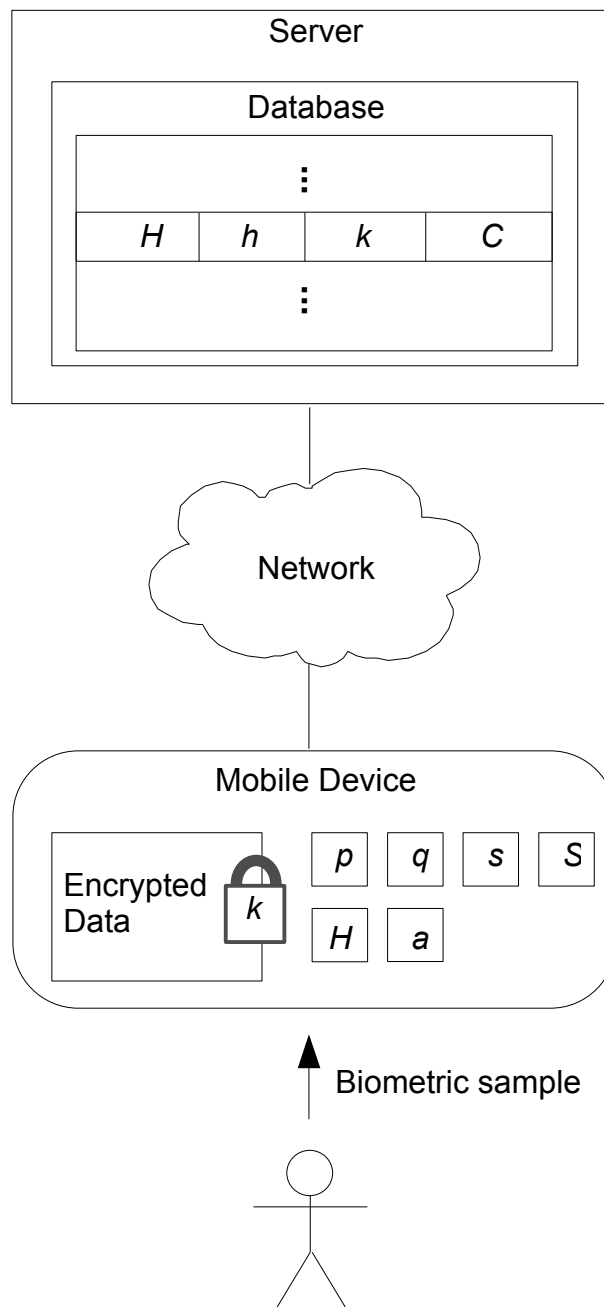 Server
Database
⋮
H h k C
⋮
Network
Mobile Device
p q s S
Encrypted
Data
k
H a
Biometric sample